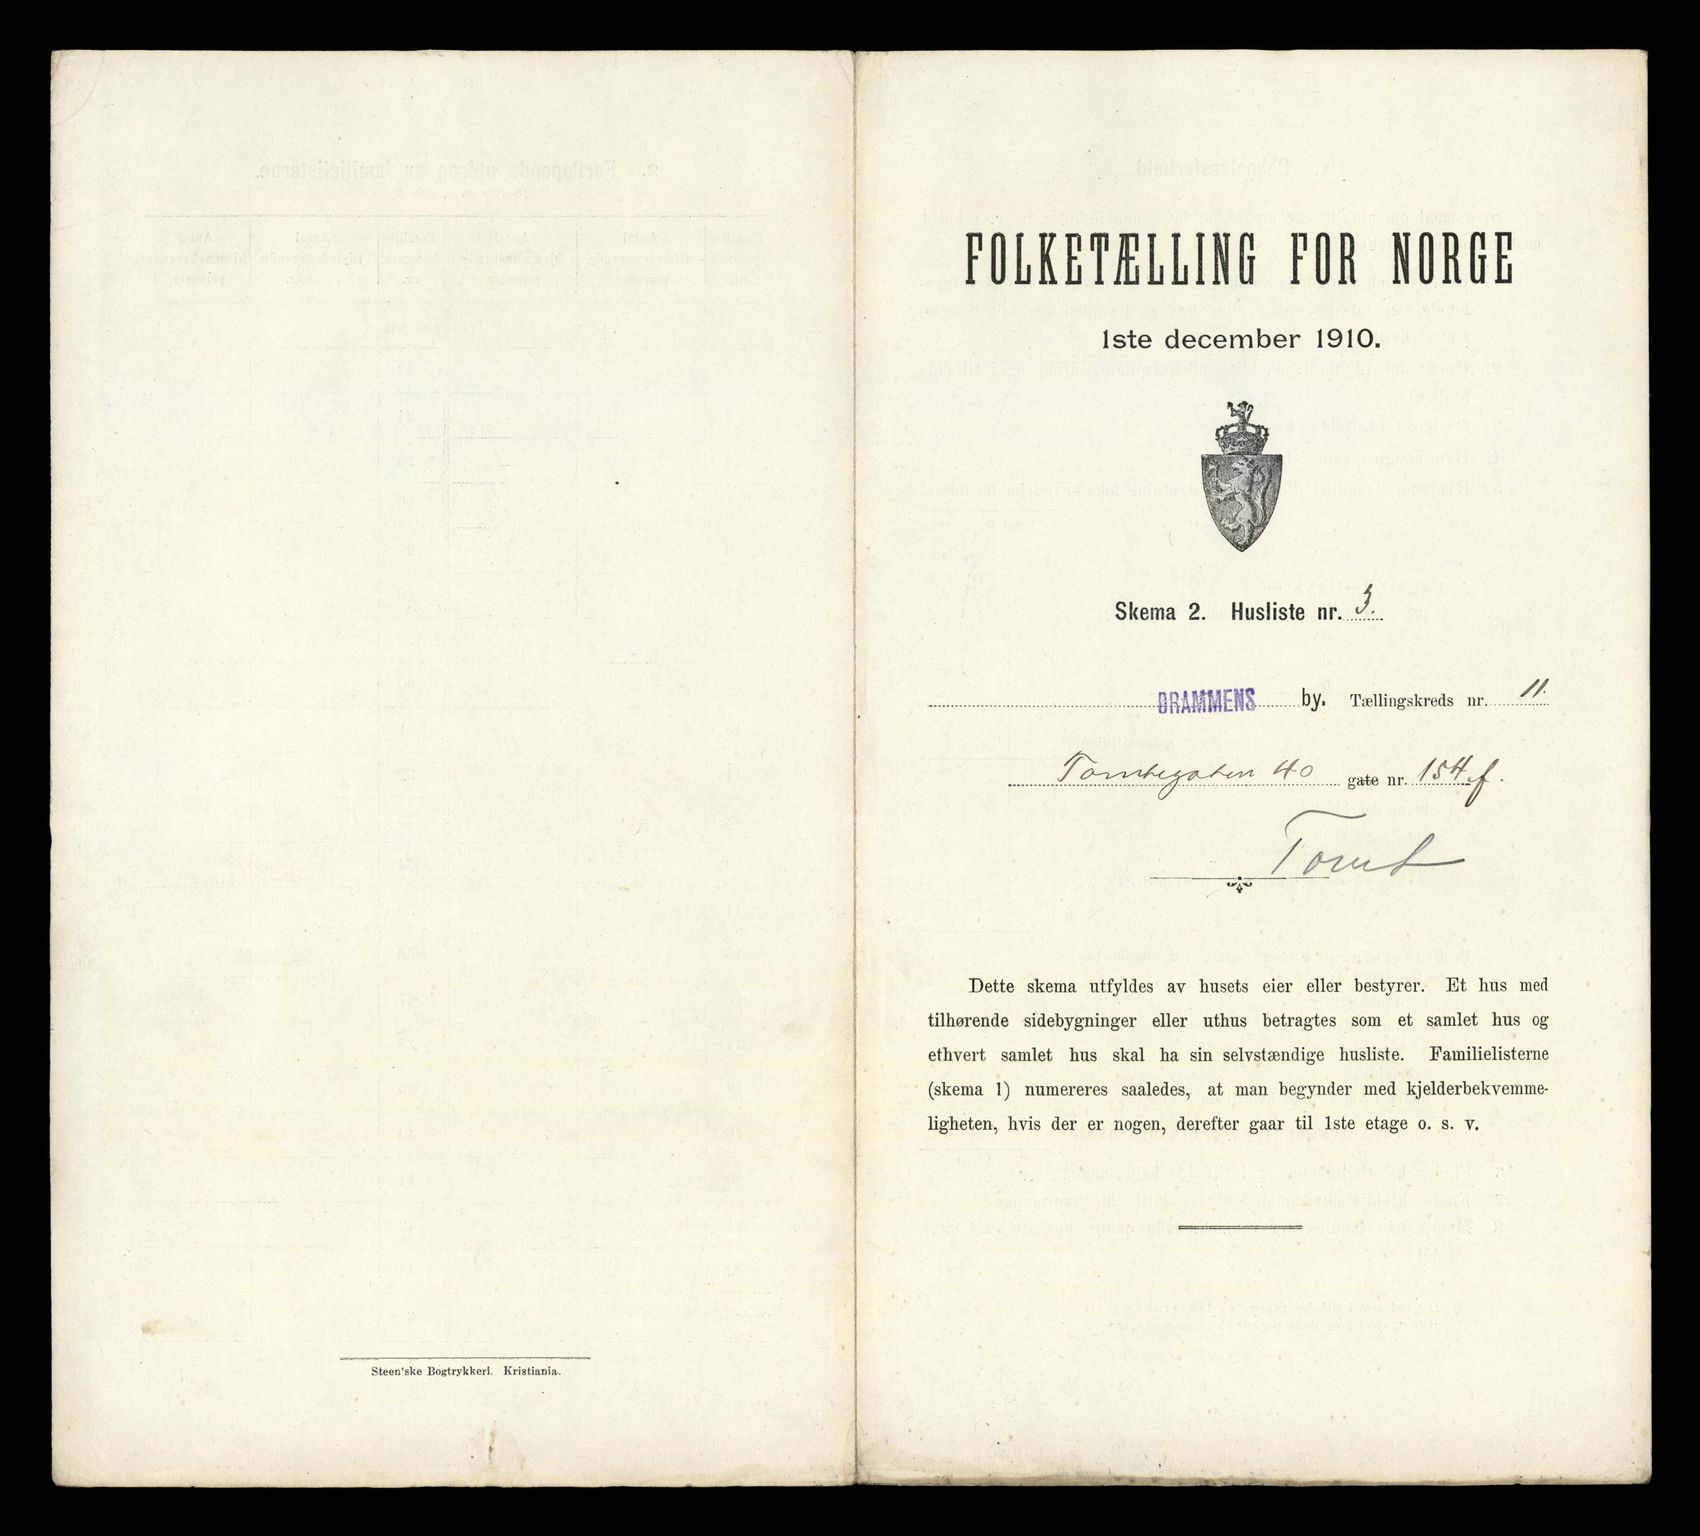 FOLKETÆLLING FOR NORGE
1ste december 1910.
Skema 2. Husliste nr. 3.
DRAMMENS by. Tællingskreds nr. 11.
Tomtegaten 40 gate nr. 154 f.
Tomt
Dette skema utfyldes av husets eier eller bestyrer. Et hus med
tilhørende sidebygninger eller uthus betragtes som et samlet hus og
ethvert samlet hus skal ha sin selvstændige husliste. Familielisterne
(skema 1) numereres saaledes, at man begynder med kjelderbekvemme-
ligheten, hvis der er nogen, derefter gaar til 1ste etage o. s. v.
Steen'ske Bogtrykkeri. Kristiania.